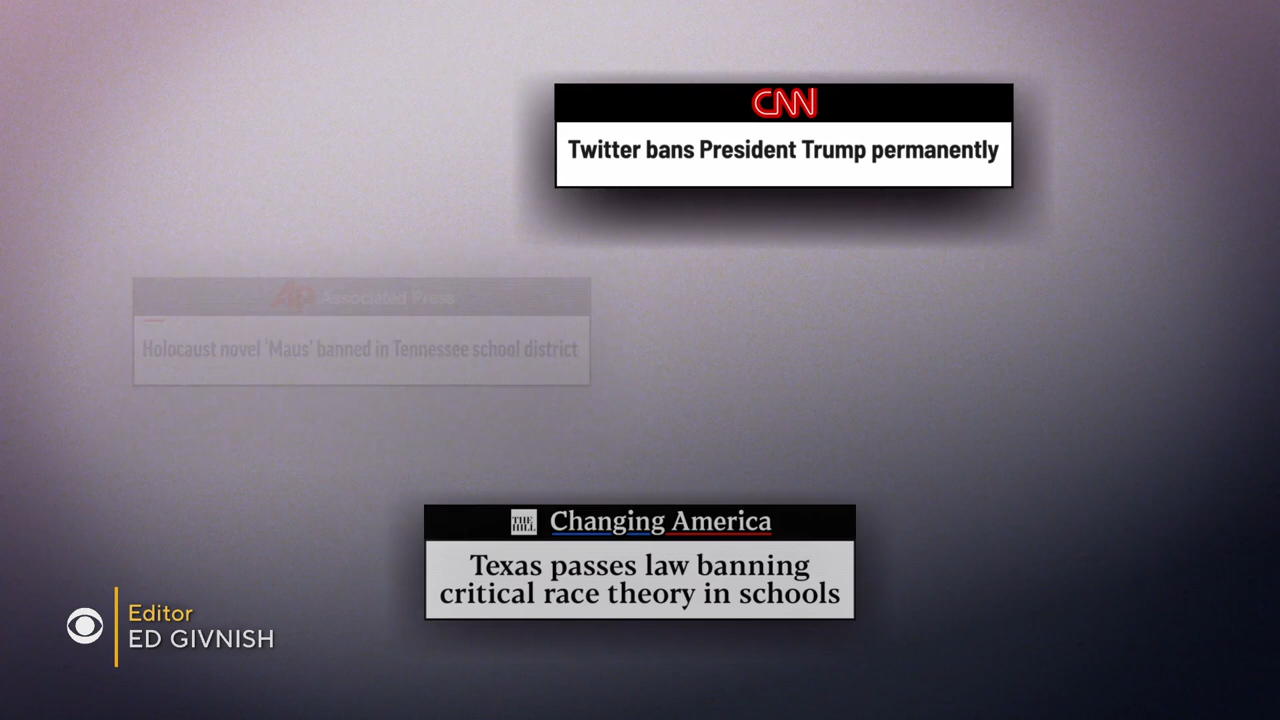 CNN
Twitter bans President Trump permanently
AP Associated Press
Holocaust novel 'Maus' banned in Tennessee school district
THE HILL Changing America
Texas passes law banning
critical race theory in schools
Editor
ED GIVNISH